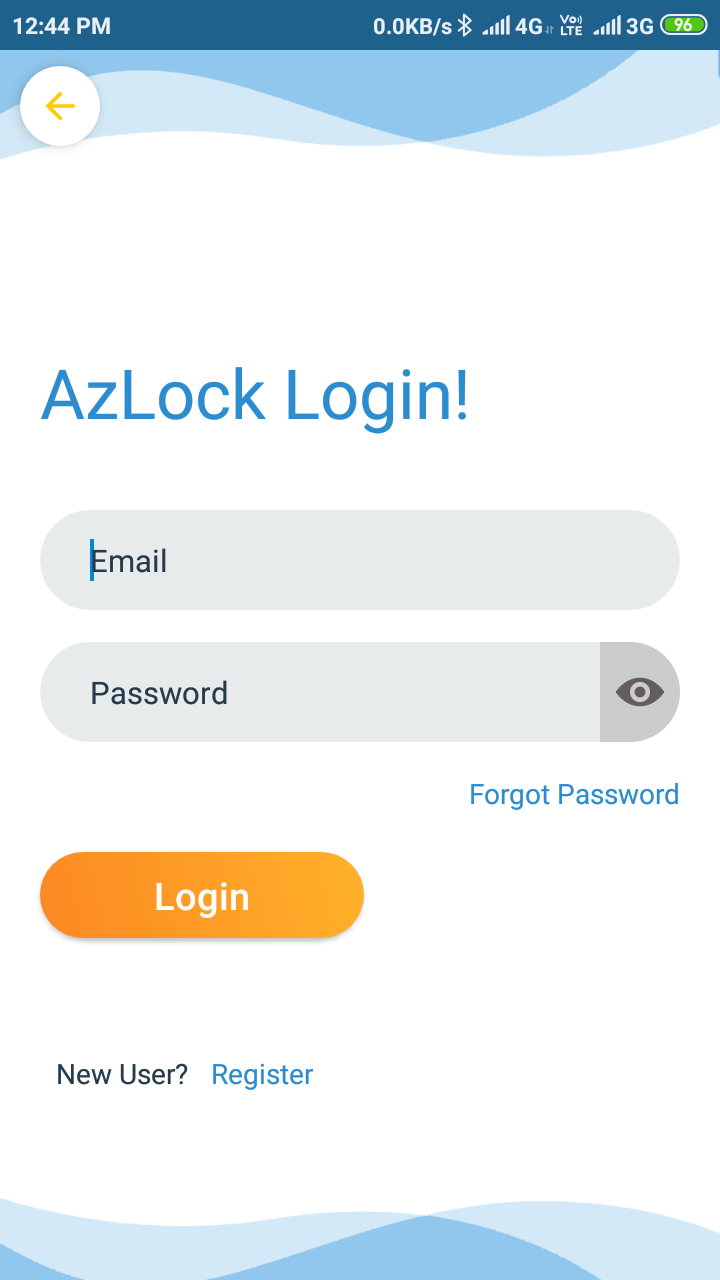 12:44 PM 0.0KB/s 4G Vo) LTE 3G 96
AzLock Login!
Email
Password
Forgot Password
Login
New User? Register